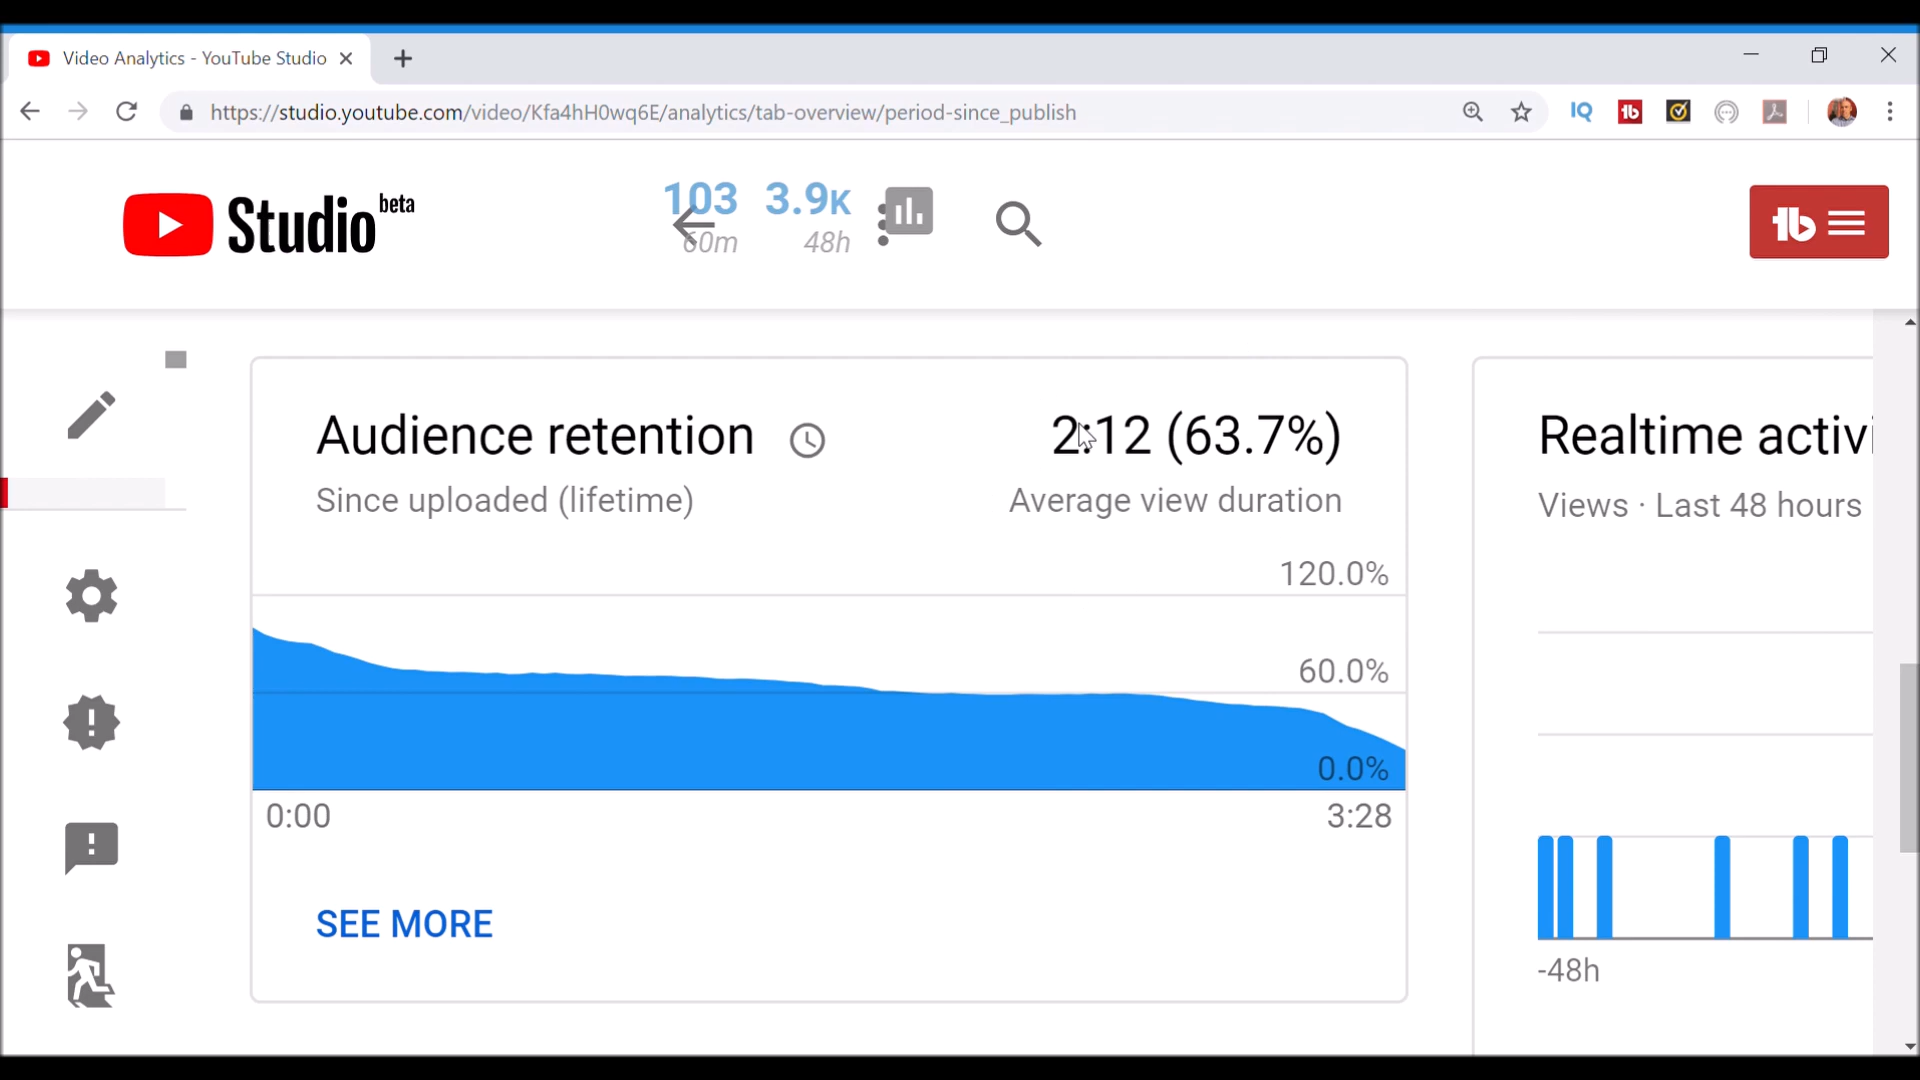 Video Analytics - YouTube Studio
https://studio.youtube.com/video/Kfa4hH0wq6E/analytics/tab-overview/period-since_publish
IQ
tb
Studio beta
103 3.9K
60m 48h
tb
Audience retention
2:12 (63.7%)
Since uploaded (lifetime)
Average view duration
120.0%
60.0%
0.0%
0:00
3:28
SEE MORE
Realtime activi
Views · Last 48 hours
-48h